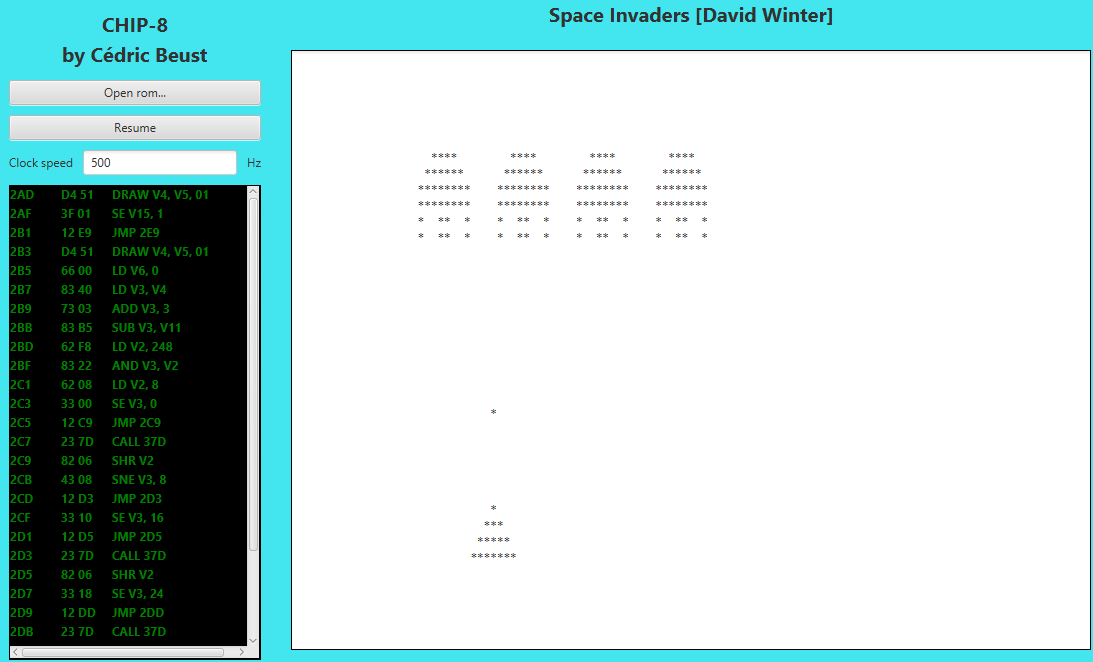 CHIP-8
by Cédric Beust
Open rom...
Resume
Clock speed 500 Hz
2AD D4 51 DRAW V4, V5, 01
2AF 3F 01 SE V15, 1
2B1 12 E9 JMP 2E9
2B3 D4 51 DRAW V4, V5, 01
2B5 66 00 LD V6, 0
2B7 83 40 LD V3, V4
2B9 73 03 ADD V3, 3
2BB 83 B5 SUB V3, V11
2BD 62 F8 LD V2, 248
2BF 83 22 AND V3, V2
2C1 62 08 LD V2, 8
2C3 33 00 SE V3, 0
2C5 12 C9 JMP 2C9
2C7 23 7D CALL 37D
2C9 82 06 SHR V2
2CB 43 08 SNE V3, 8
2CD 12 D3 JMP 2D3
2CF 33 10 SE V3, 16
2D1 12 D5 JMP 2D5
2D3 23 7D CALL 37D
2D5 82 06 SHR V2
2D7 33 18 SE V3, 24
2D9 12 DD JMP 2DD
2DB 23 7D CALL 37D
Space Invaders [David Winter]
**** **** **** ****
****** ****** ****** ******
******** ******** ******** ********
******** ******** ******** ********
* ** * * ** * * ** * * ** *
* ** * * ** * * ** * * ** *
*
*
***
*****
*******